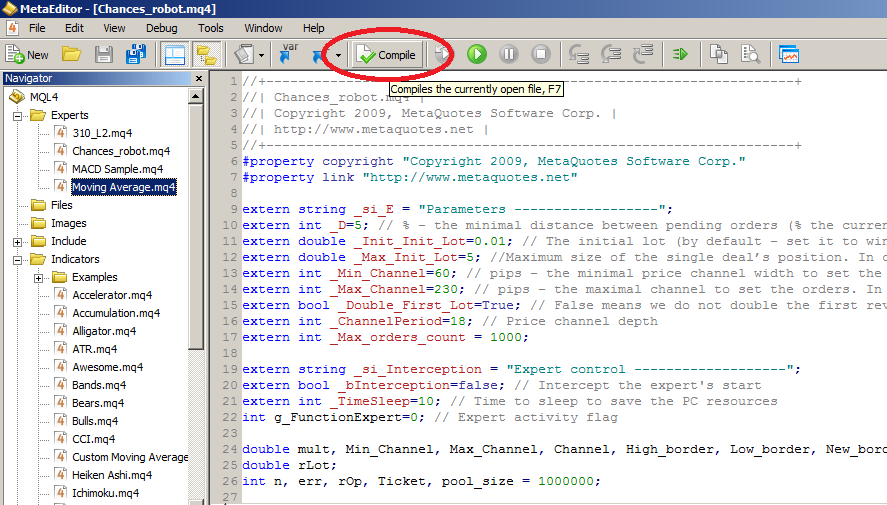 MetaEditor - [Chances_robot.mq4]
File Edit View Debug Tools Window Help
New var Compile
Navigator
Compiles the currently open file, F7
MQL4
Experts
310_L2.mq4
Chances_robot.mq4
MACD Sample.mq4
Moving Average.mq4
Files
Images
Include
Indicators
Examples
Accelerator.mq4
Accumulation.mq4
Alligator.mq4
ATR.mq4
Awesome.mq4
Bands.mq4
Bears.mq4
Bulls.mq4
CCI.mq4
Custom Moving Average
Heiken Ashi.mq4
Ichimoku.mq4
1 //+------------------------------------------------------------------+
2 //| Chances_robot.mq4 |
3 //| Copyright 2009, MetaQuotes Software Corp. |
4 //| http://www.metaquotes.net |
5 //+------------------------------------------------------------------+
6 #property copyright "Copyright 2009, MetaQuotes Software Corp."
7 #property link "http://www.metaquotes.net"
8
9 extern string _si_E = "Parameters ------------------";
10 extern int _D=5; // % - the minimal distance between pending orders (% the curren
11 extern double _Init_Init_Lot=0.01; // The initial lot (by default - set it to win
12 extern double _Max_Init_Lot=5; //Maximum size of the single deal's position. In c
13 extern int _Min_Channel=60; // pips - the minimal price channel width to set the
14 extern int _Max_Channel=230; // pips - the maximal channel to set the orders. In
15 extern bool _Double_First_Lot=True; // False means we do not double the first rev
16 extern int _ChannelPeriod=18; // Price channel depth
17 extern int _Max_orders_count = 1000;
18
19 extern string _si_Interception = "Expert control -------------------";
20 extern bool _bInterception=false; // Intercept the expert's start
21 extern int _TimeSleep=10; // Time to sleep to save the PC resources
22 int g_FunctionExpert=0; // Expert activity flag
23
24 double mult, Min_Channel, Max_Channel, Channel, High_border, Low_border, New_bord
25 double rLot;
26 int n, err, rOp, Ticket, pool_size = 1000000;
27